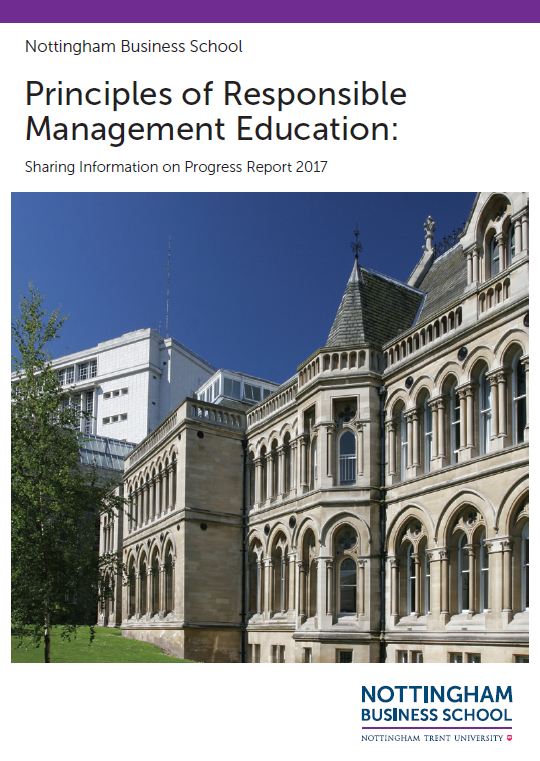 Nottingham Business School
Principles of Responsible
Management Education:
Sharing Information on Progress Report 2017
NOTTINGHAM
BUSINESS SCHOOL
NOTTINGHAM TRENT UNIVERSITY